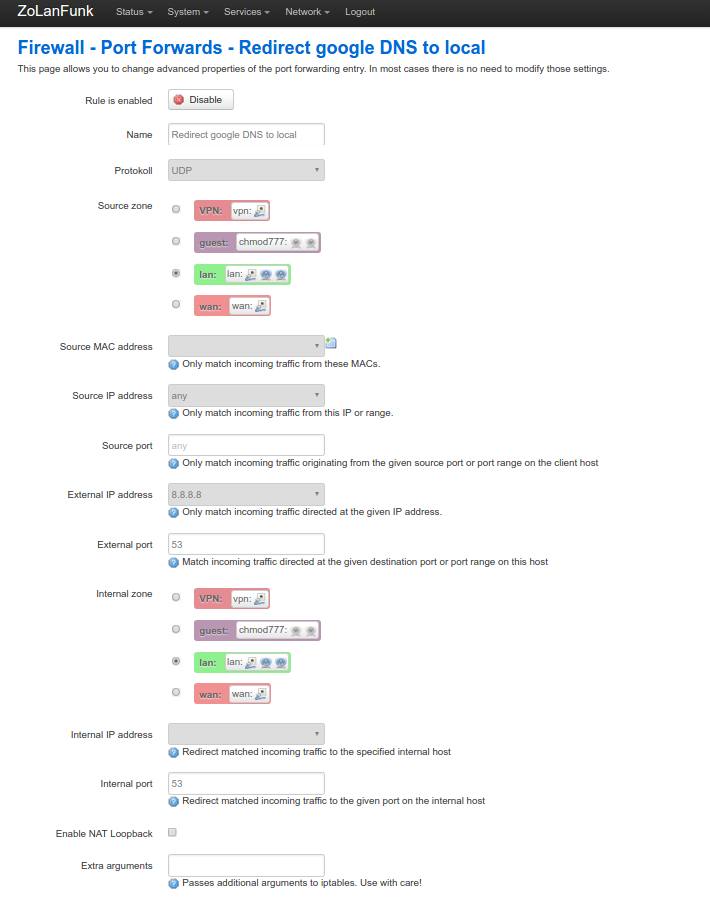 ZoLanFunk Status System Services Network Logout
Firewall - Port Forwards - Redirect google DNS to local
This page allows you to change advanced properties of the port forwarding entry. In most cases there is no need to modify those settings.
Rule is enabled Disable
Name Redirect google DNS to local
Protokoll UDP
Source zone VPN: vpn:
guest: chmod777:
lan: lan:
wan: wan:
Source MAC address
Only match incoming traffic from these MACs.
Source IP address any
Only match incoming traffic from this IP or range.
Source port any
Only match incoming traffic originating from the given source port or port range on the client host
External IP address 8.8.8.8
Only match incoming traffic directed at the given IP address.
External port 53
Match incoming traffic directed at the given destination port or port range on this host
Internal zone VPN: vpn:
guest: chmod777:
lan: lan:
wan: wan:
Internal IP address
Redirect matched incoming traffic to the specified internal host
Internal port 53
Redirect matched incoming traffic to the given port on the internal host
Enable NAT Loopback
Extra arguments
Passes additional arguments to iptables. Use with care!